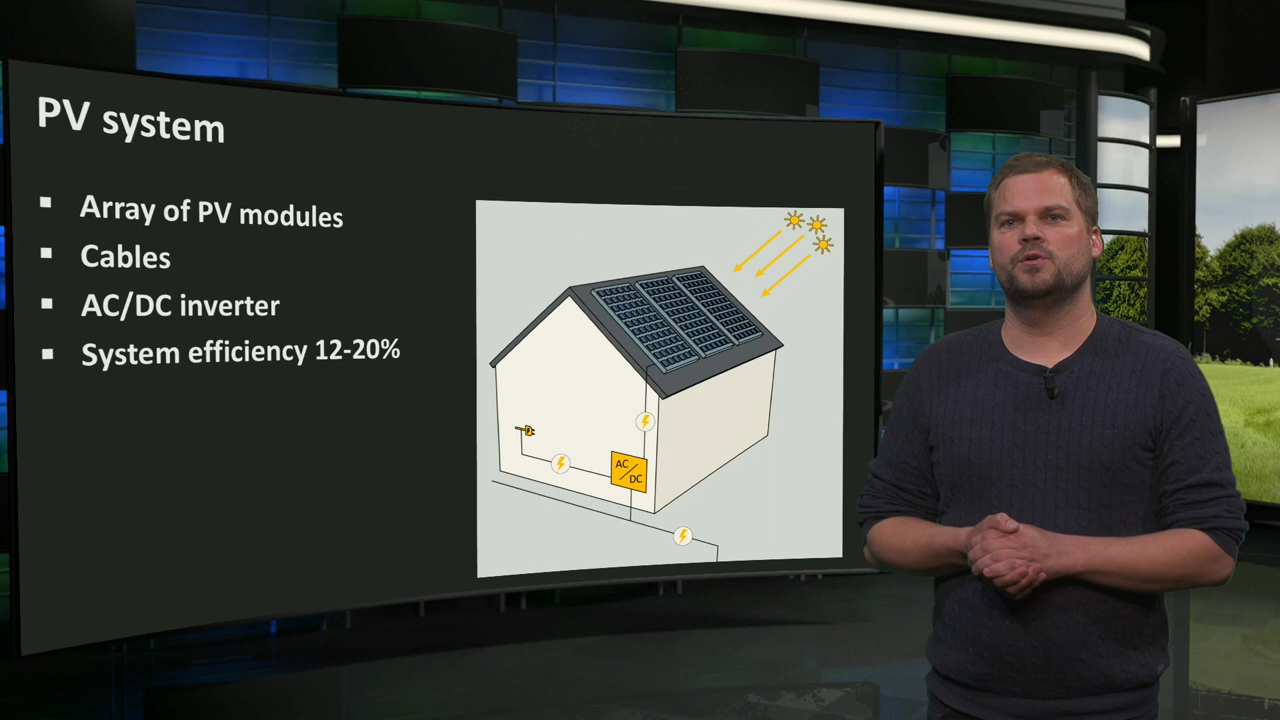 PV system
Array of PV modules
Cables
AC/DC inverter
System efficiency 12-20%
AC
DC